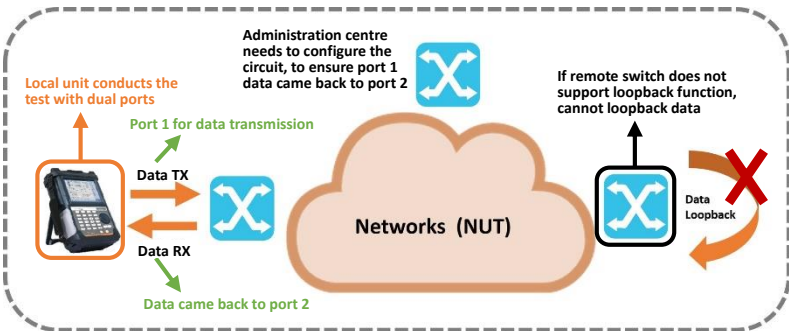 Administration centre
needs to configure the
circuit, to ensure port 1
data came back to port 2
Local unit conducts the
test with dual ports
If remote switch does not
support loopback function,
cannot loopback data
Port 1 for data transmission
Data TX
Data
Loopback
Networks (NUT)
Data RX
Data came back to port 2